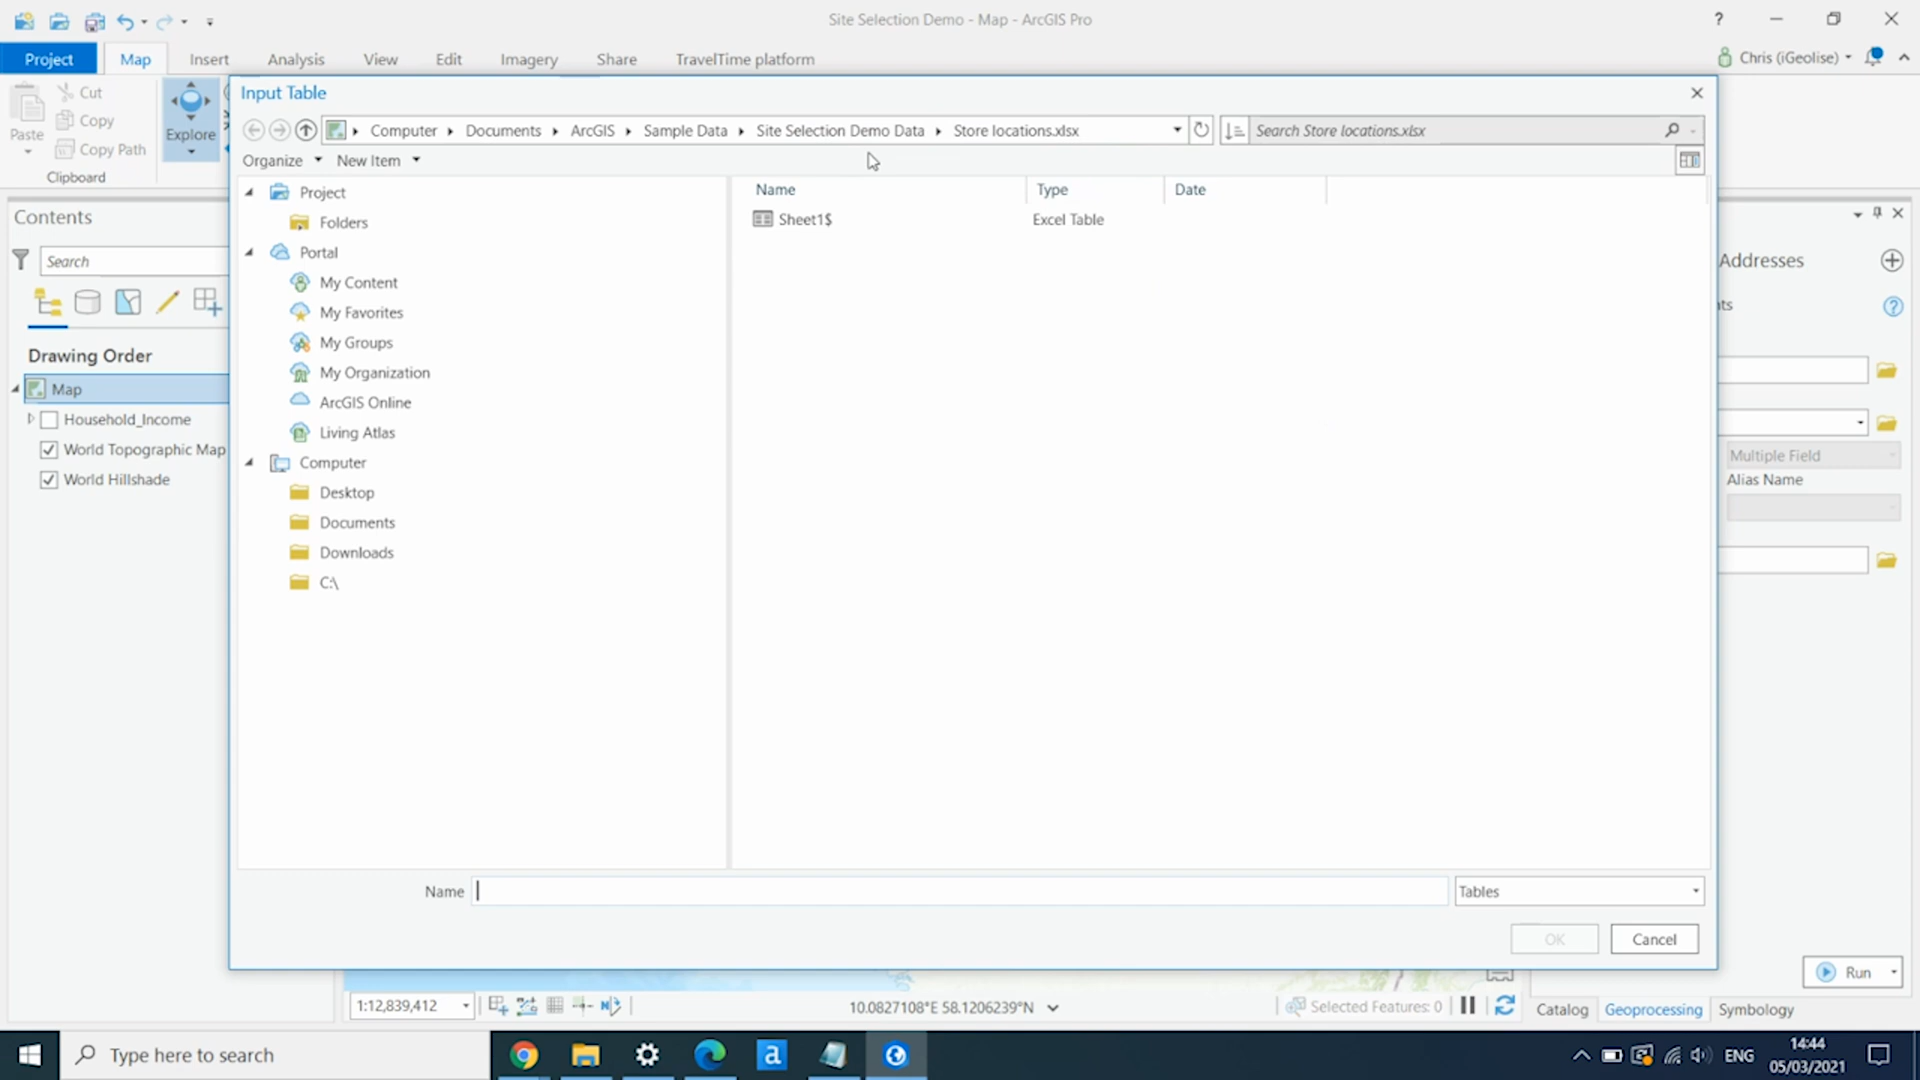 Site Selection Demo - Map - ArcGIS Pro
?
Project Map Insert Analysis View Edit Imagery Share TravelTime platform
Chris (iGeolise)
Paste
Cut
Copy
Copy Path
Clipboard
Explore
Input Table
Computer Documents ArcGIS Sample Data Site Selection Demo Data Store locations.xlsx
Search Store locations.xlsx
Organize New Item
Name Type Date
Sheet1$ Excel Table
Project
Folders
Portal
My Content
My Favorites
My Groups
My Organization
ArcGIS Online
Living Atlas
Computer
Desktop
Documents
Downloads
C:\
Name
Tables
OK Cancel
Contents
Search
Drawing Order
Map
Household_Income
World Topographic Map
World Hillshade
Addresses
ts
?
Multiple Field
Alias Name
Run
1:12,839,412
10.0827108°E 58.1206239°N
Selected Features: 0
Catalog Geoprocessing Symbology
Type here to search
a
ENG
14:44
05/03/2021